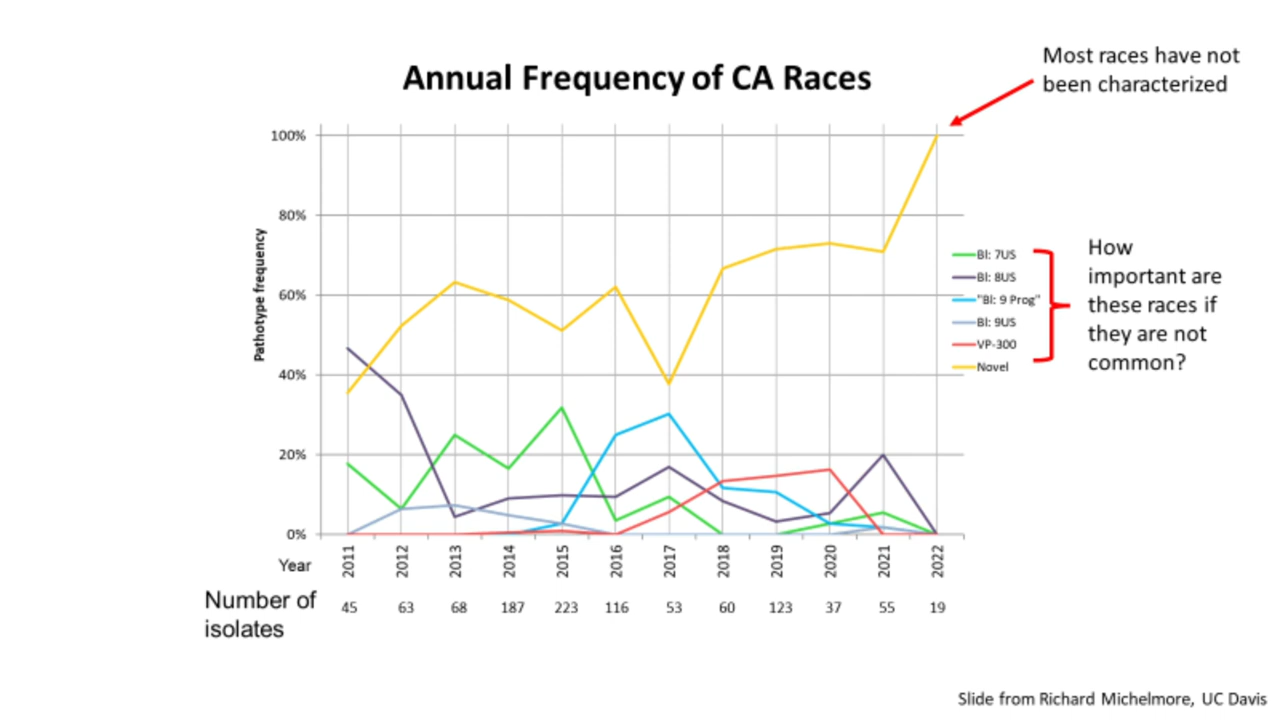 Most races have not
been characterized
Annual Frequency of CA Races
100%
80%
60%
40%
20%
0%
Pathotype frequency
Bl: 7US
Bl: 8US
"Bl: 9 Prog"
Bl: 9US
VP-300
Novel
How
important are
these races if
they are not
common?
Year
2011 2012 2013 2014 2015 2016 2017 2018 2019 2020 2021 2022
Number of
isolates
45 63 68 187 223 116 53 60 123 37 55 19
Slide from Richard Michelmore, UC Davis